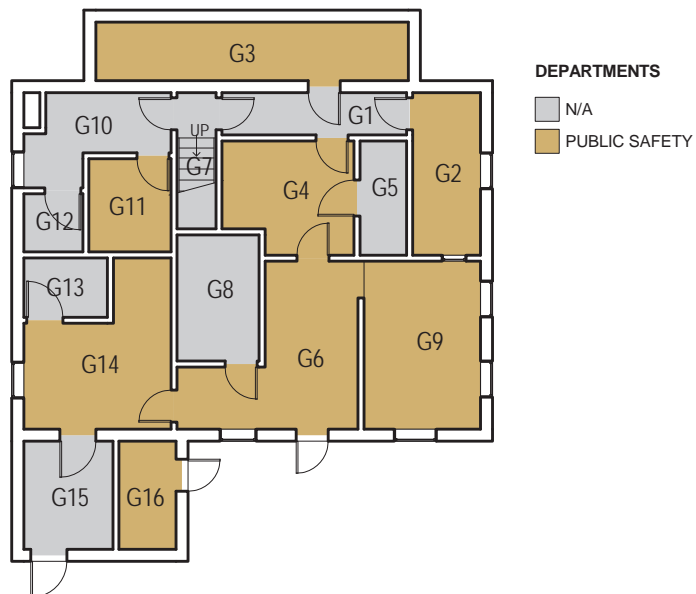 G3
DEPARTMENTS
N/A
PUBLIC SAFETY
G10
G1
UP
G7
G2
G4
G5
G11
G12
G13
G8
G6
G9
G14
G15
G16